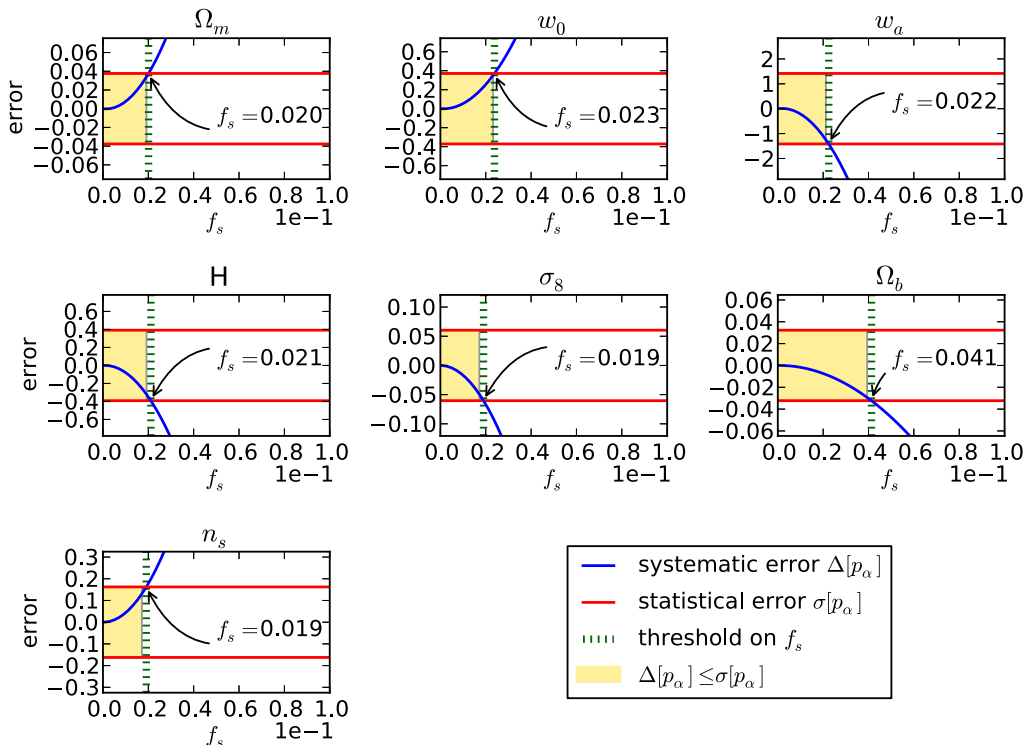 Ω_m
error
0.06
0.04
0.02
0.00
−0.02
−0.04
−0.06
f_s = 0.020
0.0 0.2 0.4 0.6 0.8 1.0
f_s
1e−1
w_0
0.06
0.04
0.02
0.00
−0.02
−0.04
−0.06
f_s = 0.023
0.0 0.2 0.4 0.6 0.8 1.0
f_s
1e−1
w_a
2
1
0
−1
−2
f_s = 0.022
0.0 0.2 0.4 0.6 0.8 1.0
f_s
1e−1
H
error
0.6
0.4
0.2
0.0
−0.2
−0.4
−0.6
f_s = 0.021
0.0 0.2 0.4 0.6 0.8 1.0
f_s
1e−1
σ_8
0.10
0.05
0.00
−0.05
−0.10
f_s = 0.019
0.0 0.2 0.4 0.6 0.8 1.0
f_s
1e−1
Ω_b
0.06
0.04
0.02
0.00
−0.02
−0.04
−0.06
f_s = 0.041
0.0 0.2 0.4 0.6 0.8 1.0
f_s
1e−1
n_s
error
0.3
0.2
0.1
0.0
−0.1
−0.2
−0.3
f_s = 0.019
0.0 0.2 0.4 0.6 0.8 1.0
f_s
1e−1
systematic error Δ[p_α]
statistical error σ[p_α]
threshold on f_s
Δ[p_α] ≤ σ[p_α]